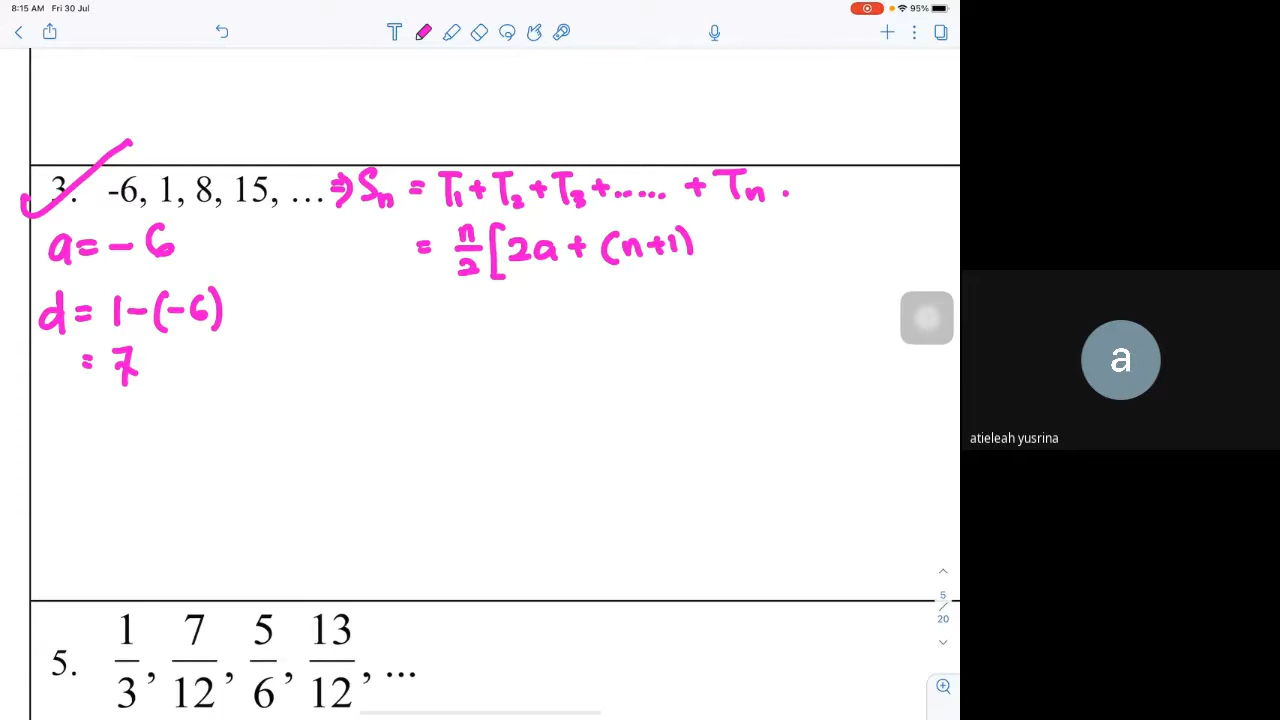 8:15 AM Fri 30 Jul
95%
3. -6, 1, 8, 15, ... ⇒ Sn = T1 + T2 + T3 + ..... + Tn .
a = - 6
= n/2 [2a + (n+1)
d = 1 - (-6)
= 7
a
atieleah yusrina
5
/
20
5. 1/3, 7/12, 5/6, 13/12, ...